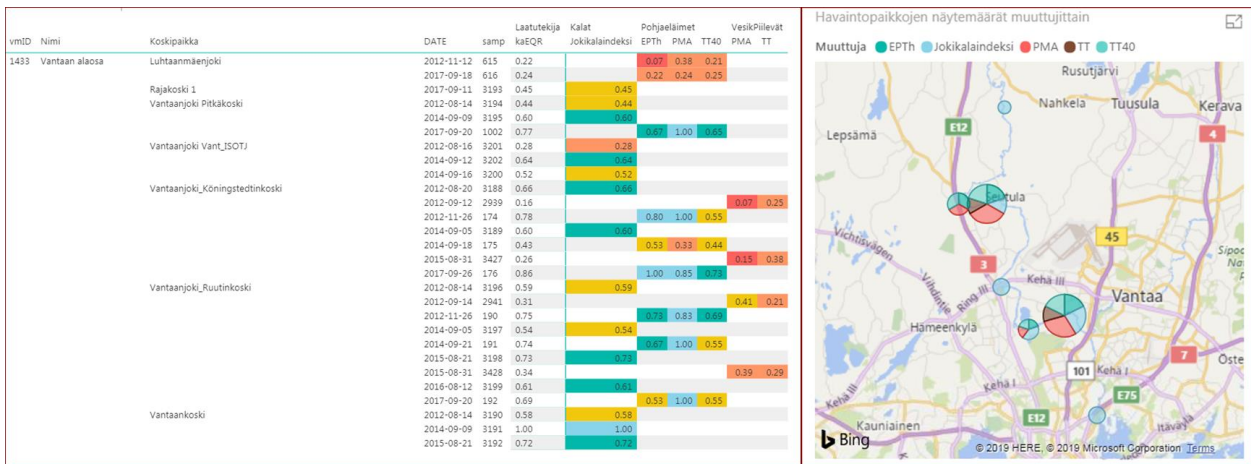 Laatutekija Kalat Pohjaeläimet VesikPiilevät
vmID Nimi Koskipaikka DATE samp kaEQR Jokikalaindeksi EPTh PMA TT40 PMA TT
1433 Vantaan alaosa Luhtaanmäenjoki 2012-11-12 615 0.22 0.07 0.38 0.21
2017-09-18 616 0.24 0.22 0.24 0.25
Rajakoski 1 2017-09-11 3193 0.45 0.45
Vantaanjoki Pitkäkoski 2012-08-14 3194 0.44 0.44
2014-09-09 3195 0.60 0.60
2017-09-20 1002 0.77 0.67 1.00 0.65
Vantaanjoki Vant_ISOTJ 2012-08-16 3201 0.28 0.28
2014-09-12 3202 0.64 0.64
2014-09-16 3200 0.52 0.52
Vantaanjoki_Köningstedtinkoski 2012-08-20 3188 0.66 0.66
2012-09-12 2939 0.16 0.07 0.25
2012-11-26 174 0.78 0.80 1.00 0.55
2014-09-05 3189 0.60 0.60
2014-09-18 175 0.43 0.53 0.33 0.44
2015-08-31 3427 0.26 0.15 0.38
2017-09-26 176 0.86 1.00 0.85 0.73
Vantaanjoki_Ruutinkoski 2012-08-14 3196 0.59 0.59
2012-09-14 2941 0.31 0.41 0.21
2012-11-26 190 0.75 0.73 0.83 0.69
2014-09-05 3197 0.54 0.54
2014-09-21 191 0.74 0.67 1.00 0.55
2015-08-21 3198 0.73 0.73
2015-08-31 3428 0.34 0.39 0.29
2016-08-12 3199 0.61 0.61
2017-09-20 192 0.69 0.53 1.00 0.55
Vantaankoski 2012-08-14 3190 0.58 0.58
2014-09-09 3191 1.00 1.00
2015-08-21 3192 0.72 0.72
Havaintopaikkojen näytemäärät muuttujittain
Muuttuja EPTh Jokikalaindeksi PMA TT TT40
Rusutjärvi
Nahkela Tuusula Kerava
E12
Lepsämä
4
Seutula
45
Vichtisvägen
3
Sipoo
Vihdintie
Ring III
Kehä III
Vantaa
Hämeenkylä
7
Öste
101
Kehä I
Kehä I
Kehä III
E75
E12
Itäväylä
Kauniainen
Bing
© 2019 HERE, © 2019 Microsoft Corporation Terms